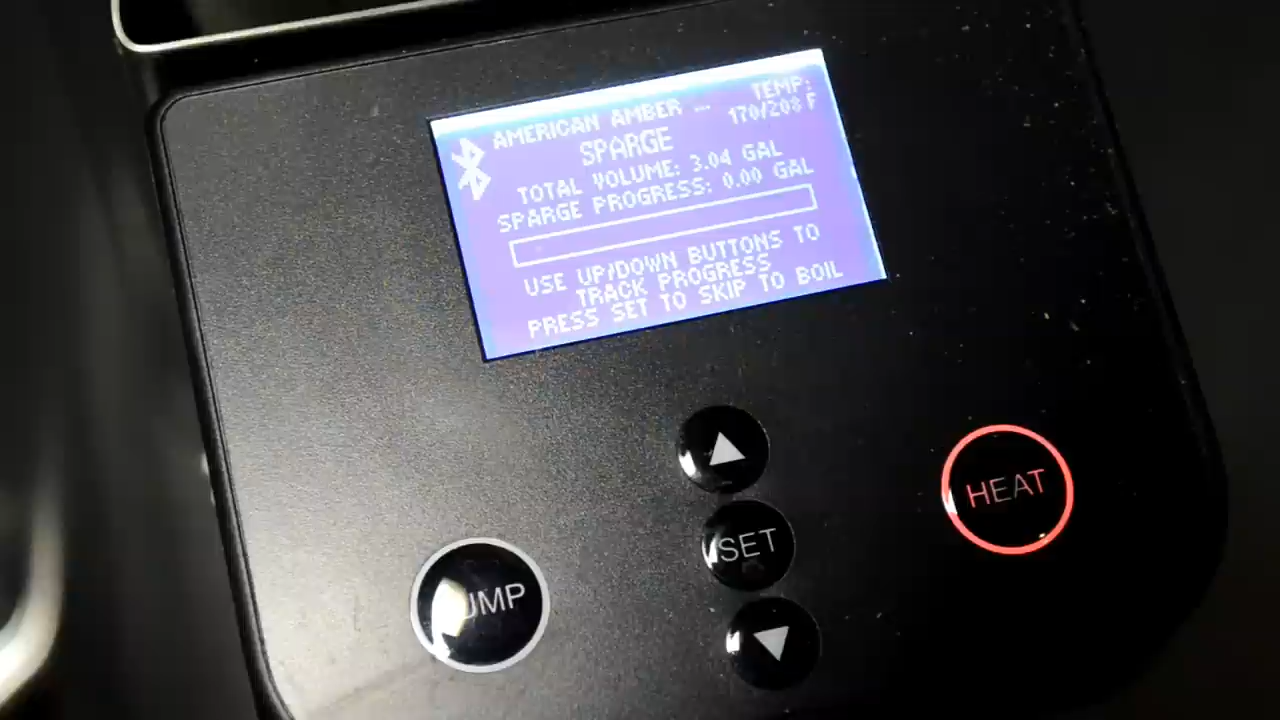 AMERICAN AMBER ...
TEMP:
170/208 F
SPARGE
TOTAL VOLUME: 3.04 GAL
SPARGE PROGRESS: 0.00 GAL
USE UP/DOWN BUTTONS TO
TRACK PROGRESS
PRESS SET TO SKIP TO BOIL
HEAT
SET
UMP